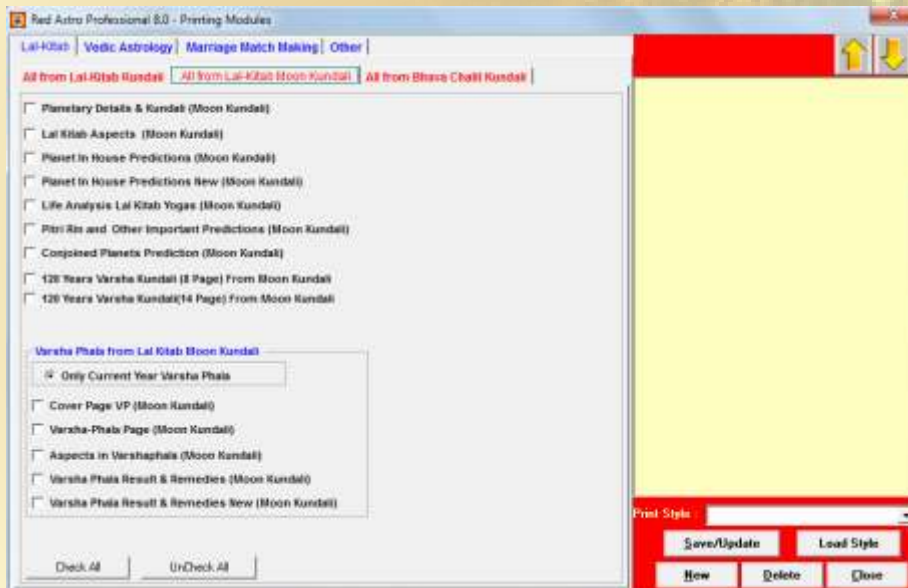 Red Astro Professional 8.0 - Printing Modules
Lal-Kitab Vedic Astrology Marriage Match Making Other
All from Lal-Kitab Kundali All from Lal-Kitab Moon Kundali All from Bhava Chalit Kundali
Planetary Details & Kundali (Moon Kundali)
Lal Kitab Aspects (Moon Kundali)
Planet In House Predictions (Moon Kundali)
Planet In House Predictions New (Moon Kundali)
Life Analysis Lal Kitab Yogas (Moon Kundali)
Pitri Rin and Other Important Predictions (Moon Kundali)
Conjoined Planets Prediction (Moon Kundali)
120 Years Varsha Kundali (8 Page) From Moon Kundali
120 Years Varsha Kundali(14 Page) From Moon Kundali
Varsha Phala from Lal Kitab Moon Kundali
Only Current Year Varsha Phala
Cover Page VP (Moon Kundali)
Varsha-Phala Page (Moon Kundali)
Aspects in Varshaphala (Moon Kundali)
Varsha Phala Result & Remedies (Moon Kundali)
Varsha Phala Result & Remedies New (Moon Kundali)
Check All UnCheck All
Print Style :
Save/Update Load Style
New Delete Close